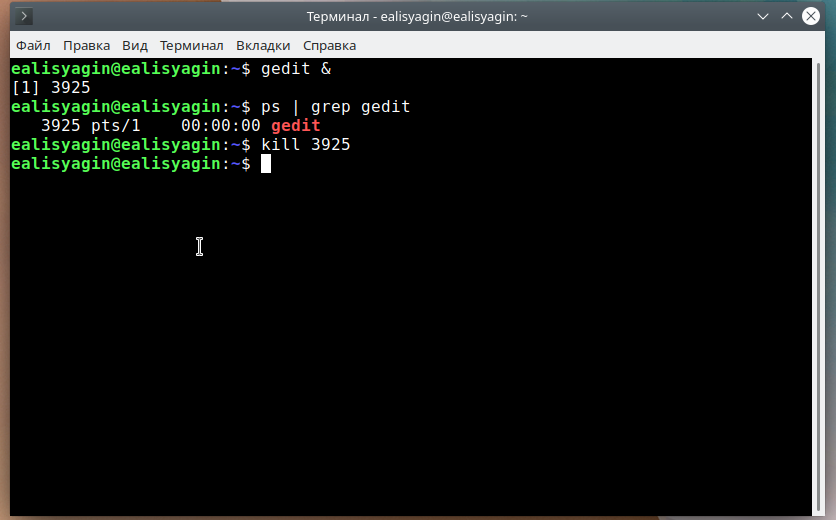 Терминал - ealisyagin@ealisyagin: ~
Файл Правка Вид Терминал Вкладки Справка
ealisyagin@ealisyagin:~$ gedit &
[1] 3925
ealisyagin@ealisyagin:~$ ps | grep gedit
   3925 pts/1    00:00:00 gedit
ealisyagin@ealisyagin:~$ kill 3925
ealisyagin@ealisyagin:~$